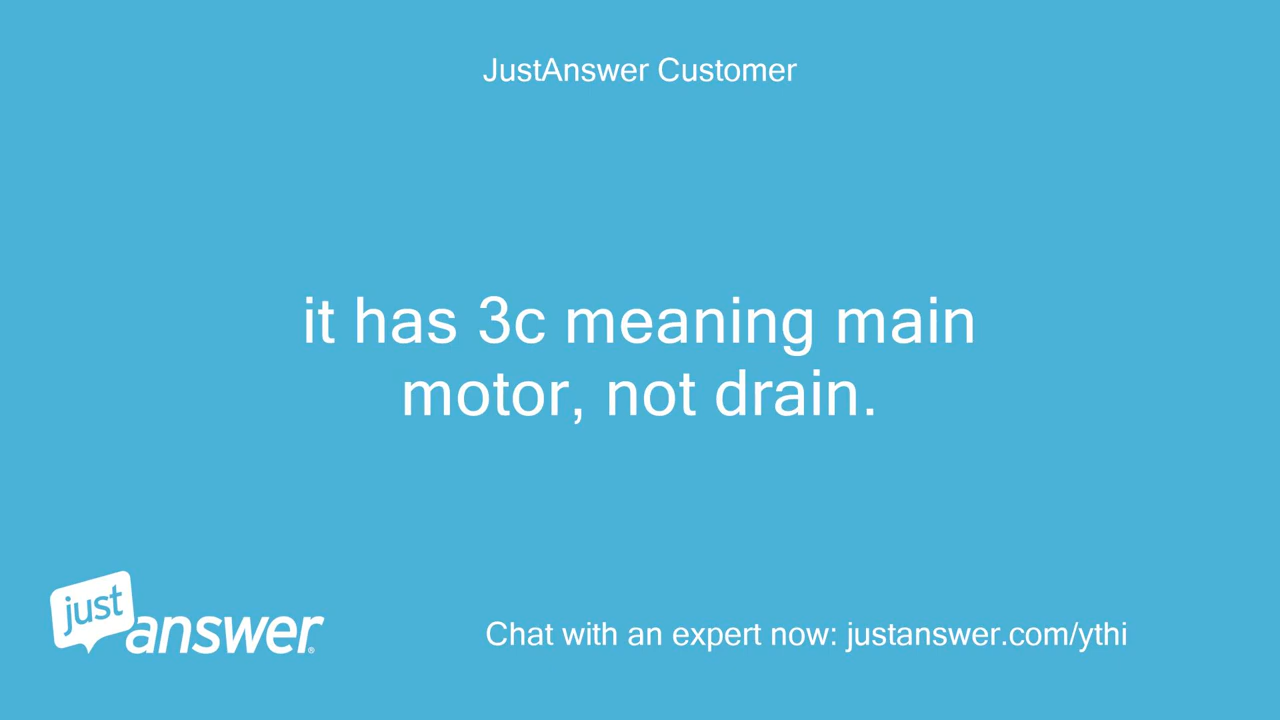 JustAnswer Customer
it has 3c meaning main
motor, not drain.
just
answer®
Chat with an expert now: justanswer.com/ythi